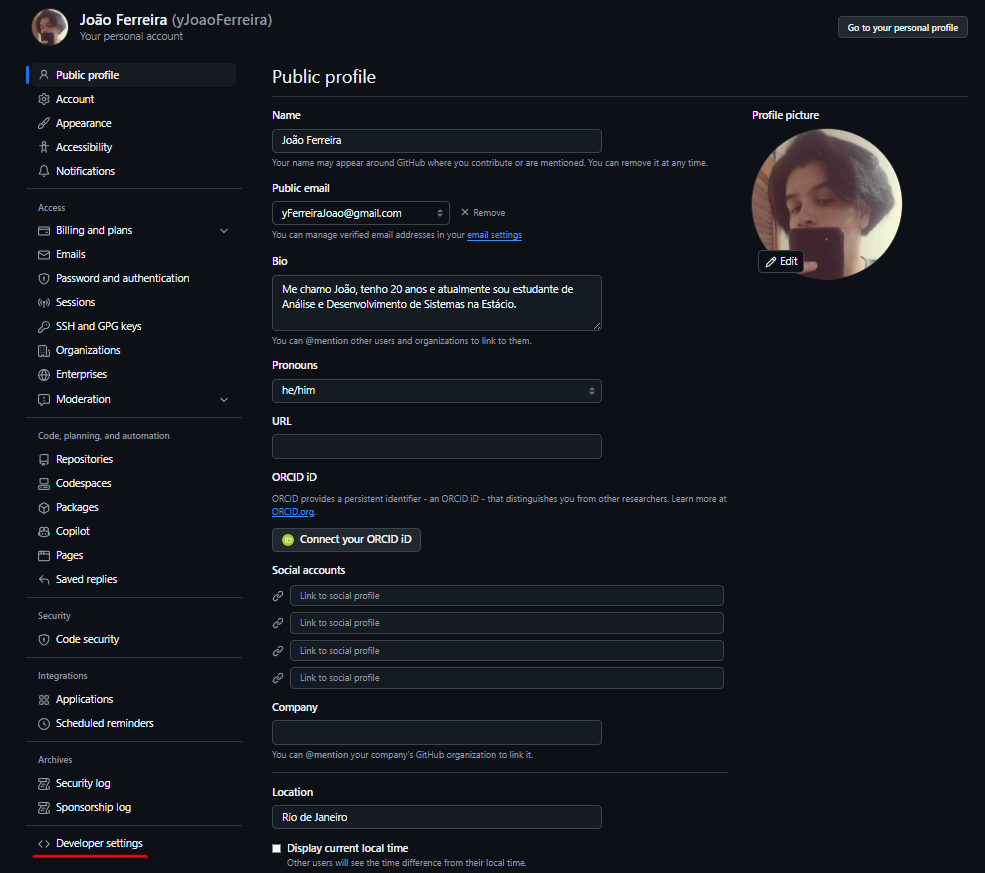 João Ferreira (yJoaoFerreira)
Your personal account
Go to your personal profile
Public profile
Account
Appearance
Accessibility
Notifications
Access
Billing and plans
Emails
Password and authentication
Sessions
SSH and GPG keys
Organizations
Enterprises
Moderation
Code, planning, and automation
Repositories
Codespaces
Packages
Copilot
Pages
Saved replies
Security
Code security
Integrations
Applications
Scheduled reminders
Archives
Security log
Sponsorship log
Developer settings
Public profile
Name
João Ferreira
Your name may appear around GitHub where you contribute or are mentioned. You can remove it at any time.
Public email
yFerreiraJoao@gmail.com
Remove
You can manage verified email addresses in your email settings
Bio
Me chamo João, tenho 20 anos e atualmente sou estudante de
Análise e Desenvolvimento de Sistemas na Estácio.
You can @mention other users and organizations to link to them.
Pronouns
he/him
URL
ORCID iD
ORCID provides a persistent identifier - an ORCID iD - that distinguishes you from other researchers. Learn more at
ORCID.org.
iD Connect your ORCID iD
Social accounts
Link to social profile
Link to social profile
Link to social profile
Link to social profile
Company
You can @mention your company's GitHub organization to link it.
Location
Rio de Janeiro
Display current local time
Other users will see the time difference from their local time.
Profile picture
Edit